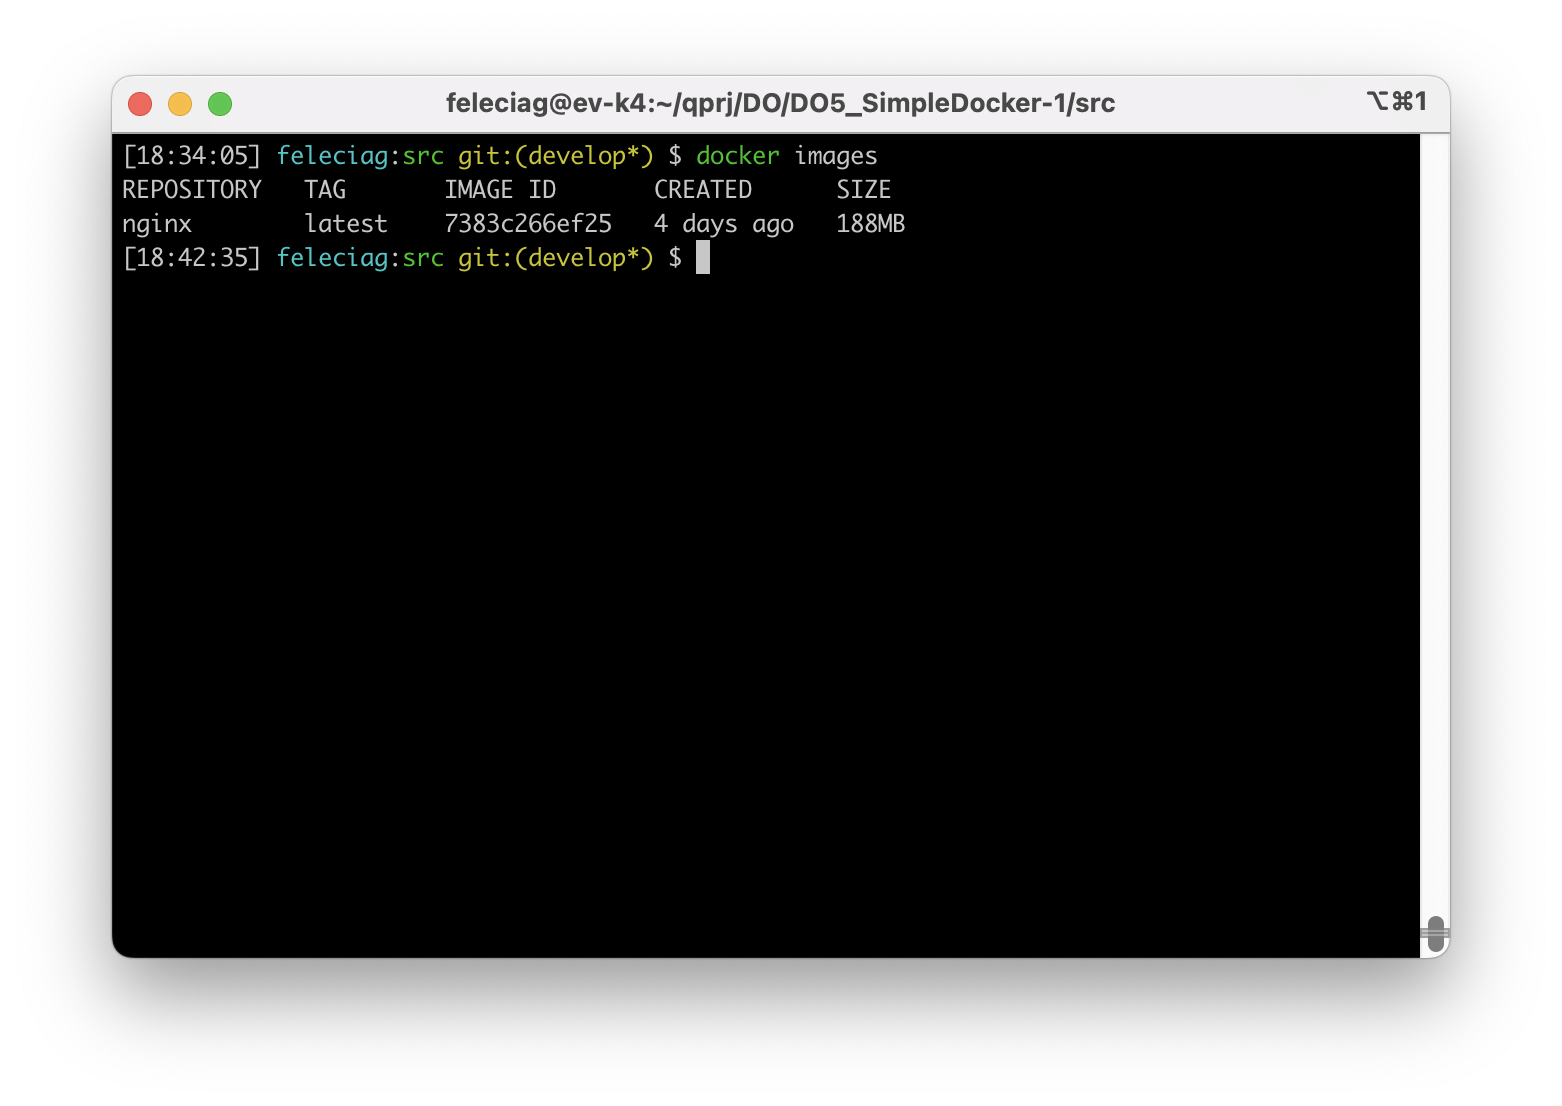 feleciag@ev-k4:~/qprj/DO/DO5_SimpleDocker-1/src ⌥⌘1
[18:34:05] feleciag:src git:(develop*) $ docker images
REPOSITORY   TAG       IMAGE ID       CREATED      SIZE
nginx        latest    7383c266ef25   4 days ago   188MB
[18:42:35] feleciag:src git:(develop*) $